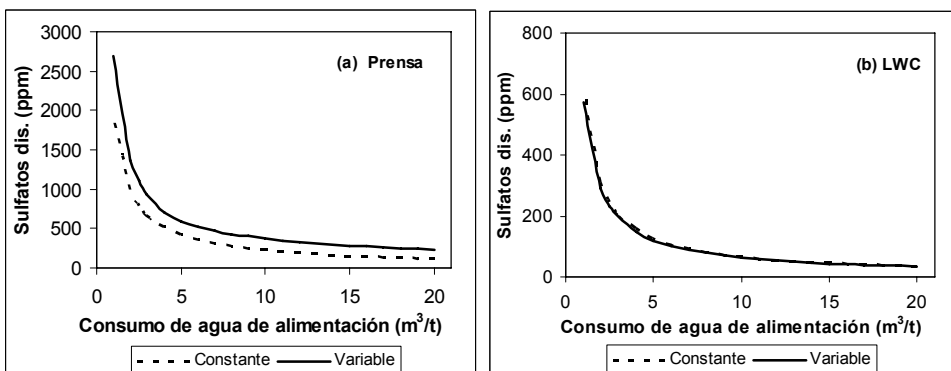 (a) Prensa
Sulfatos dis. (ppm)
3000
2500
2000
1500
1000
500
0
0 5 10 15 20
Consumo de agua de alimentación (m³/t)
Constante Variable
(b) LWC
Sulfatos dis. (ppm)
800
600
400
200
0
0 5 10 15 20
Consumo de agua de alimentación (m³/t)
Constante Variable